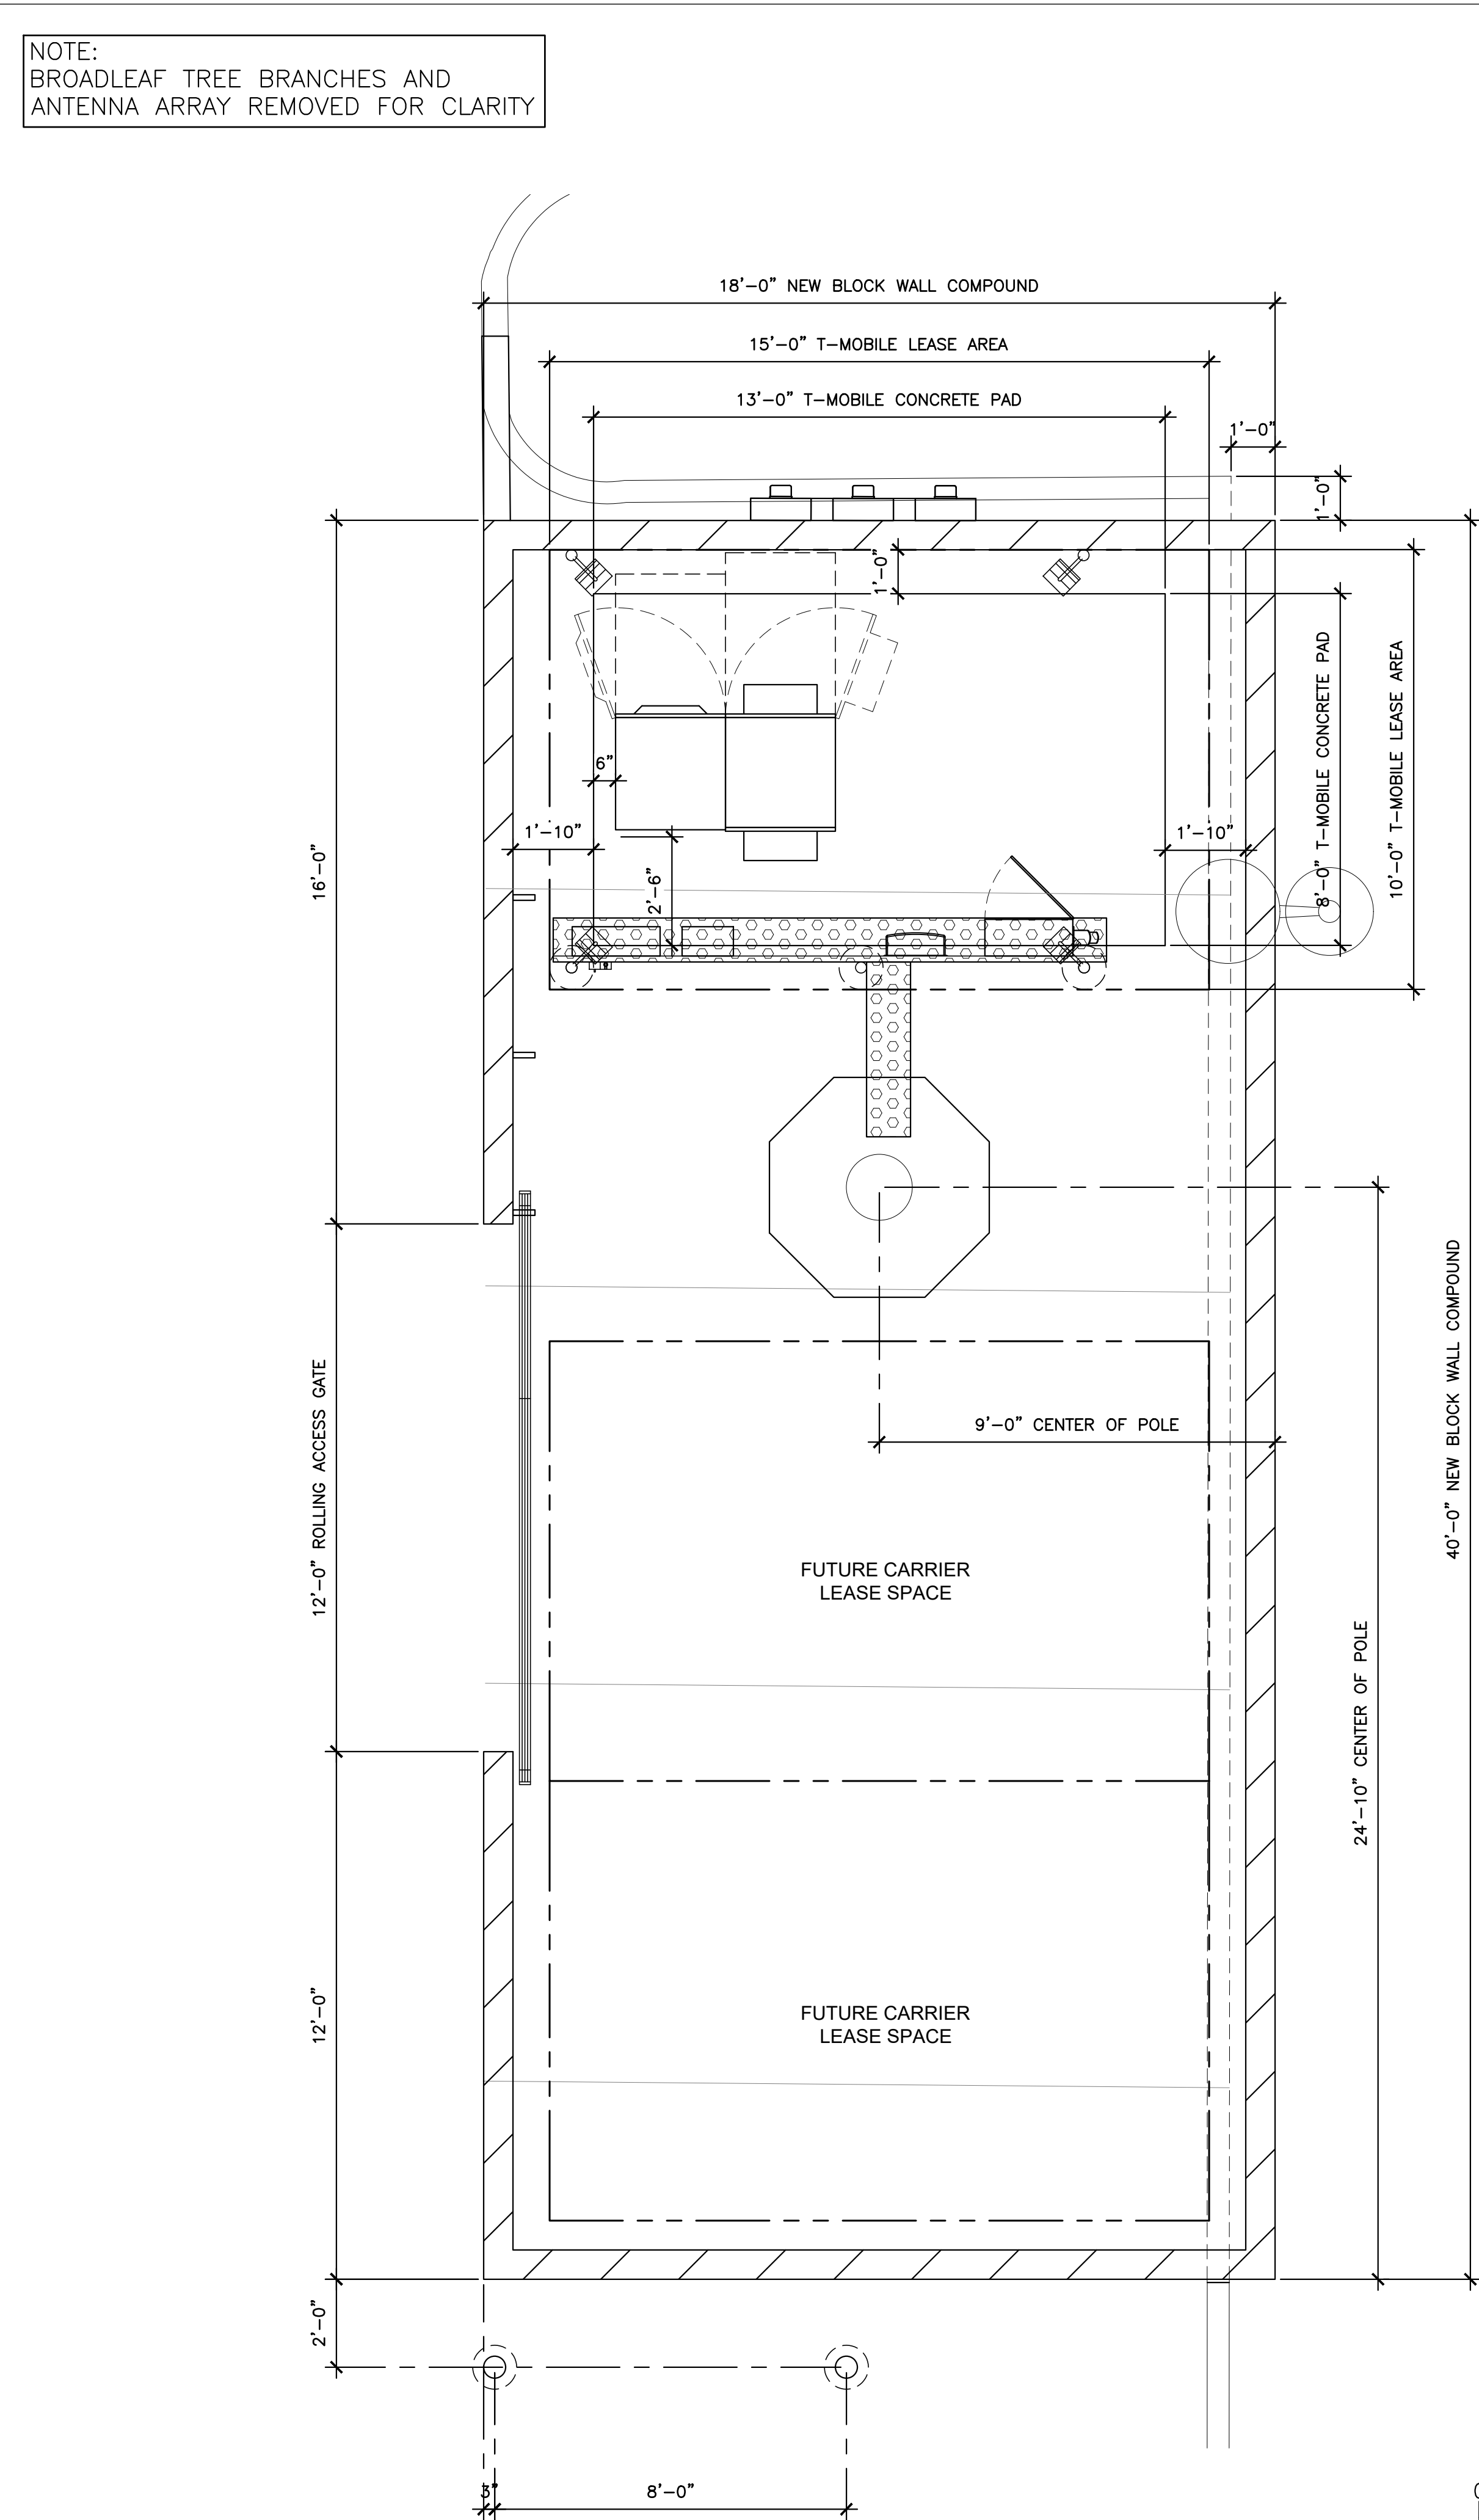 NOTE:
BROADLEAF TREE BRANCHES AND
ANTENNA ARRAY REMOVED FOR CLARITY
18'-0" NEW BLOCK WALL COMPOUND
15'-0" T-MOBILE LEASE AREA
13'-0" T-MOBILE CONCRETE PAD
1'-0"
1'-0"
1'-0"
6"
1'-10"
1'-10"
2'-6"
8'-0" T-MOBILE CONCRETE PAD
10'-0" T-MOBILE LEASE AREA
16'-0"
12'-0" ROLLING ACCESS GATE
9'-0" CENTER OF POLE
40'-0" NEW BLOCK WALL COMPOUND
24'-10" CENTER OF POLE
FUTURE CARRIER
LEASE SPACE
FUTURE CARRIER
LEASE SPACE
12'-0"
2'-0"
3"
8'-0"